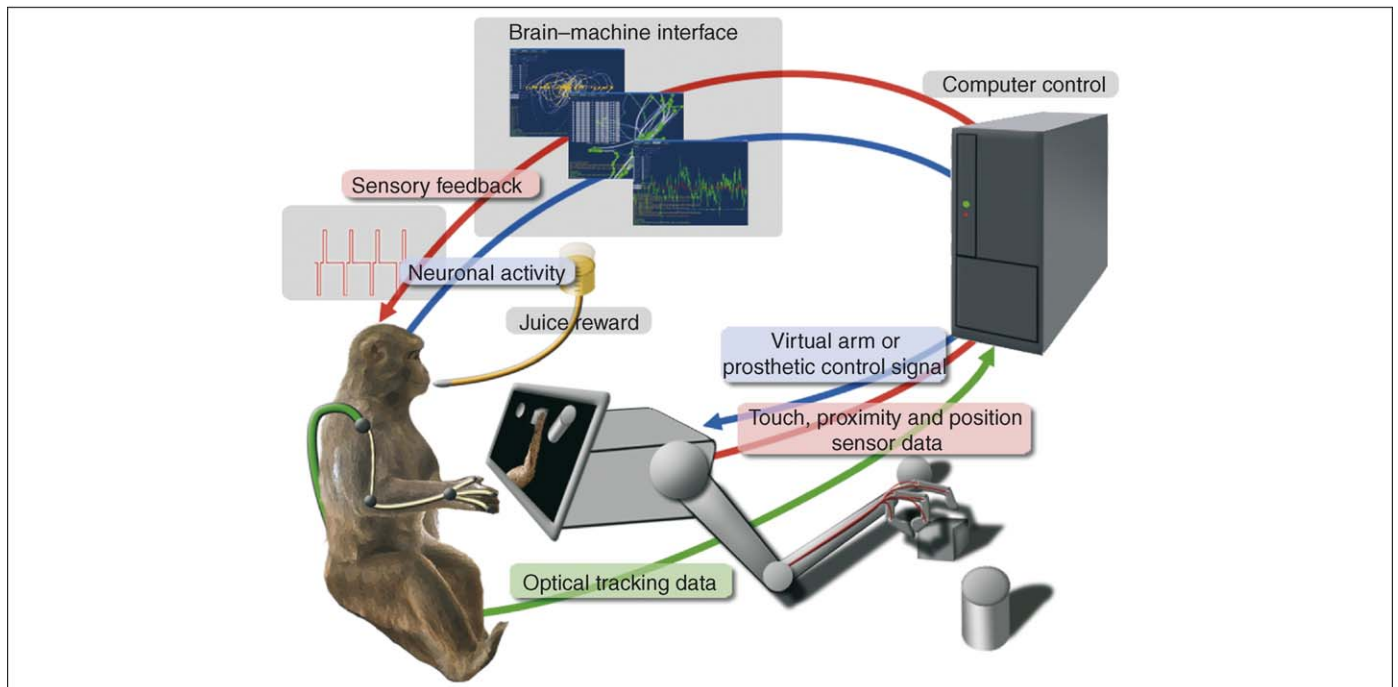 Brain–machine interface
Computer control
Sensory feedback
Neuronal activity
Juice reward
Virtual arm or
prosthetic control signal
Touch, proximity and position
sensor data
Optical tracking data